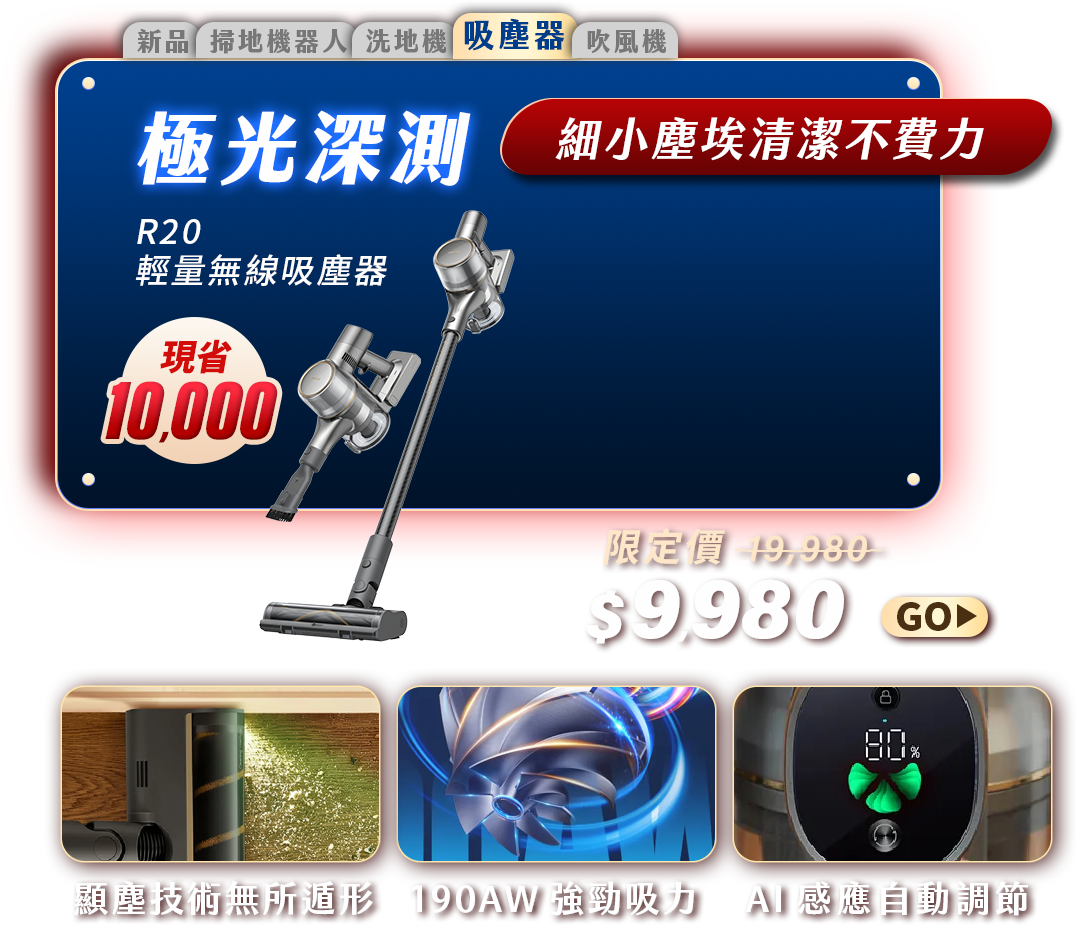 新品 掃地機器人 洗地機 吸塵器 吹風機
極光深測
細小塵埃清潔不費力
R20
輕量無線吸塵器
現省
10,000
限定價 19,980
$9,980
GO▶
80%
顯塵技術無所遁形
190AW 強勁吸力
AI 感應自動調節